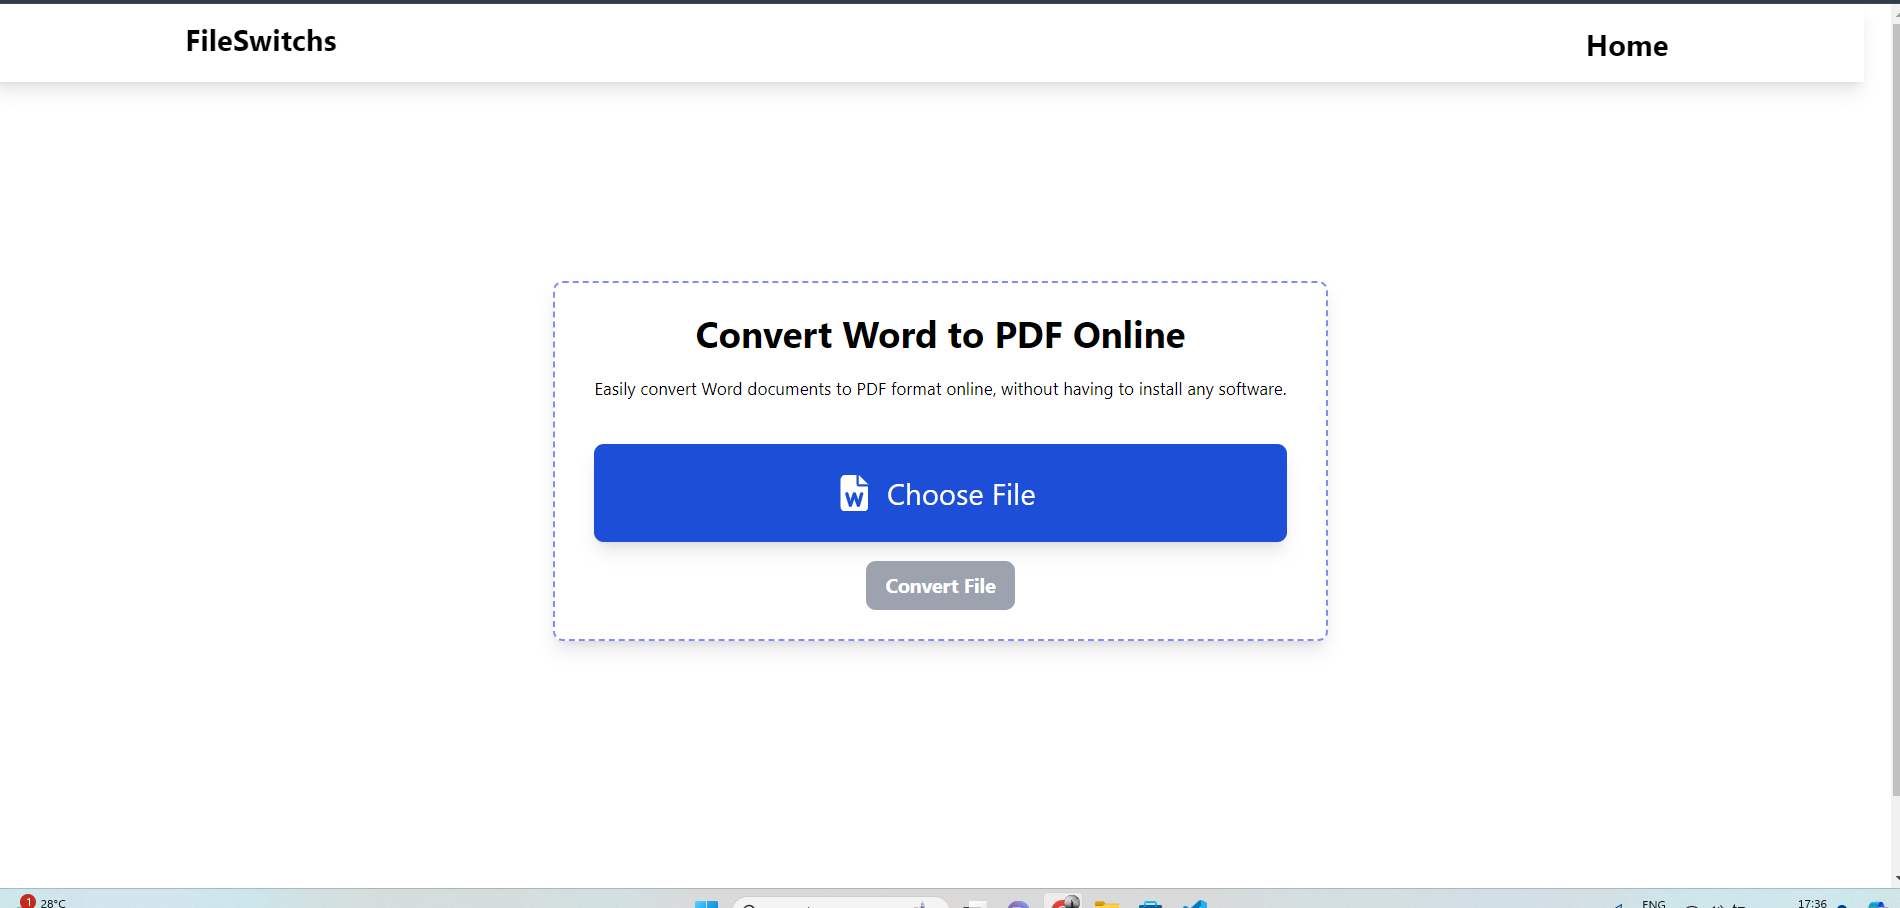 FileSwitchs
Home
Convert Word to PDF Online
Easily convert Word documents to PDF format online, without having to install any software.
W
Choose File
Convert File
1
28°C
ENG
17:36